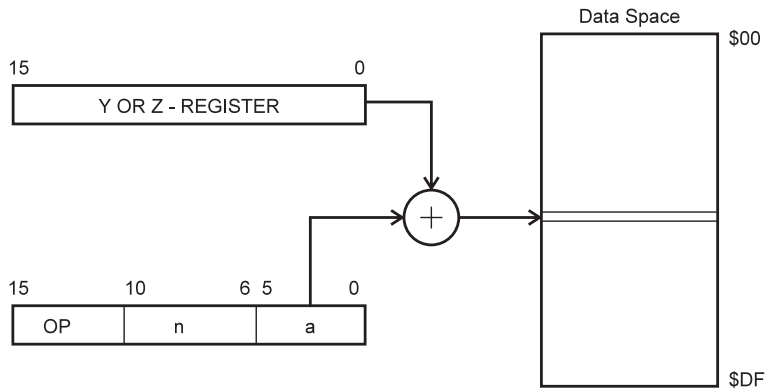 Data Space
$00
15 0
Y OR Z - REGISTER
+
15 10 6 5 0
OP n a
$DF